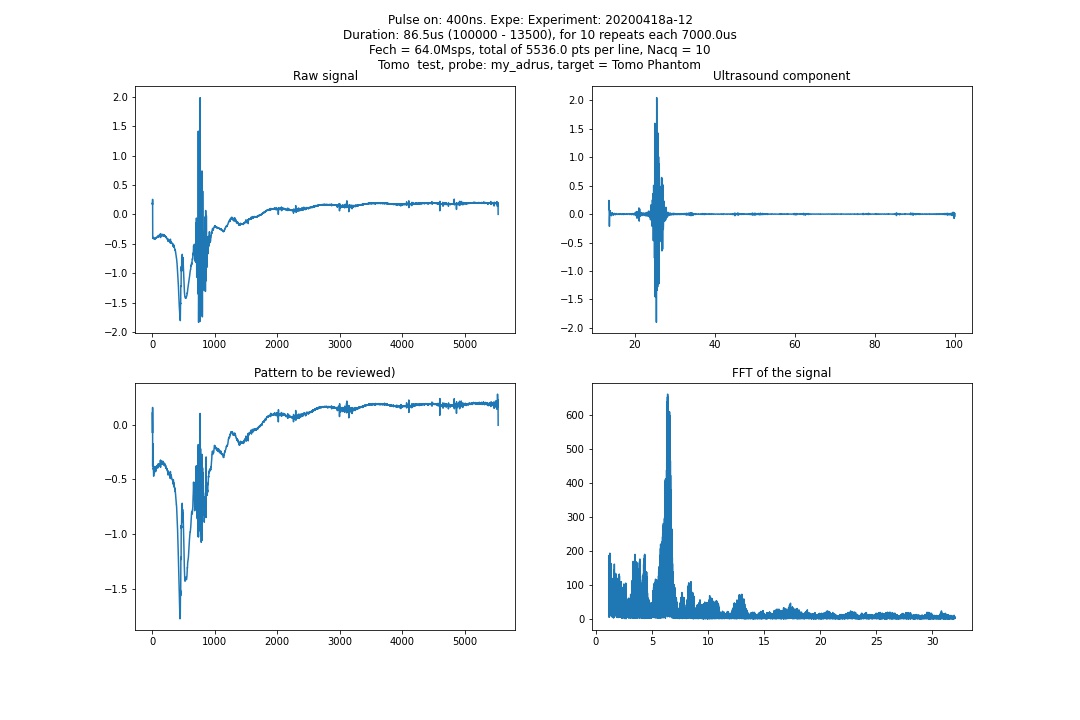 Pulse on: 400ns. Expe: Experiment: 20200418a-12
Duration: 86.5us (100000 - 13500), for 10 repeats each 7000.0us
Fech = 64.0Msps, total of 5536.0 pts per line, Nacq = 10
Tomo  test, probe: my_adrus, target = Tomo Phantom
Raw signal
2.0
1.5
1.0
0.5
0.0
−0.5
−1.0
−1.5
−2.0
0 1000 2000 3000 4000 5000
Ultrasound component
2.0
1.5
1.0
0.5
0.0
−0.5
−1.0
−1.5
−2.0
20 40 60 80 100
Pattern to be reviewed)
0.0
−0.5
−1.0
−1.5
0 1000 2000 3000 4000 5000
FFT of the signal
600
500
400
300
200
100
0
0 5 10 15 20 25 30